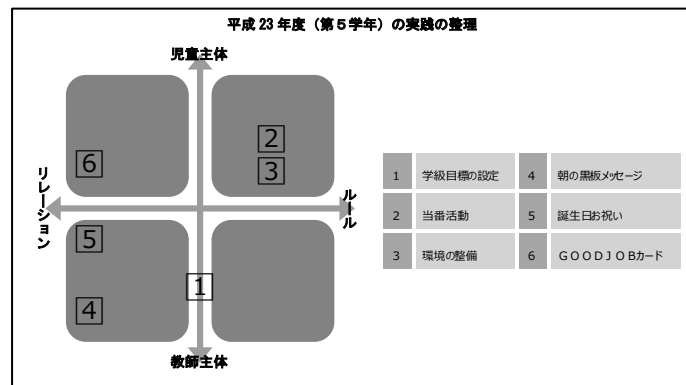 平成23年度（第５学年）の実践の整理
児童主体
リレーション
ルール
教師主体
2
3
6
5
1
4
1 学級目標の設定 4 朝の黒板メッセージ
2 当番活動 5 誕生日お祝い
3 環境の整備 6 ＧＯＯＤＪＯＢカード